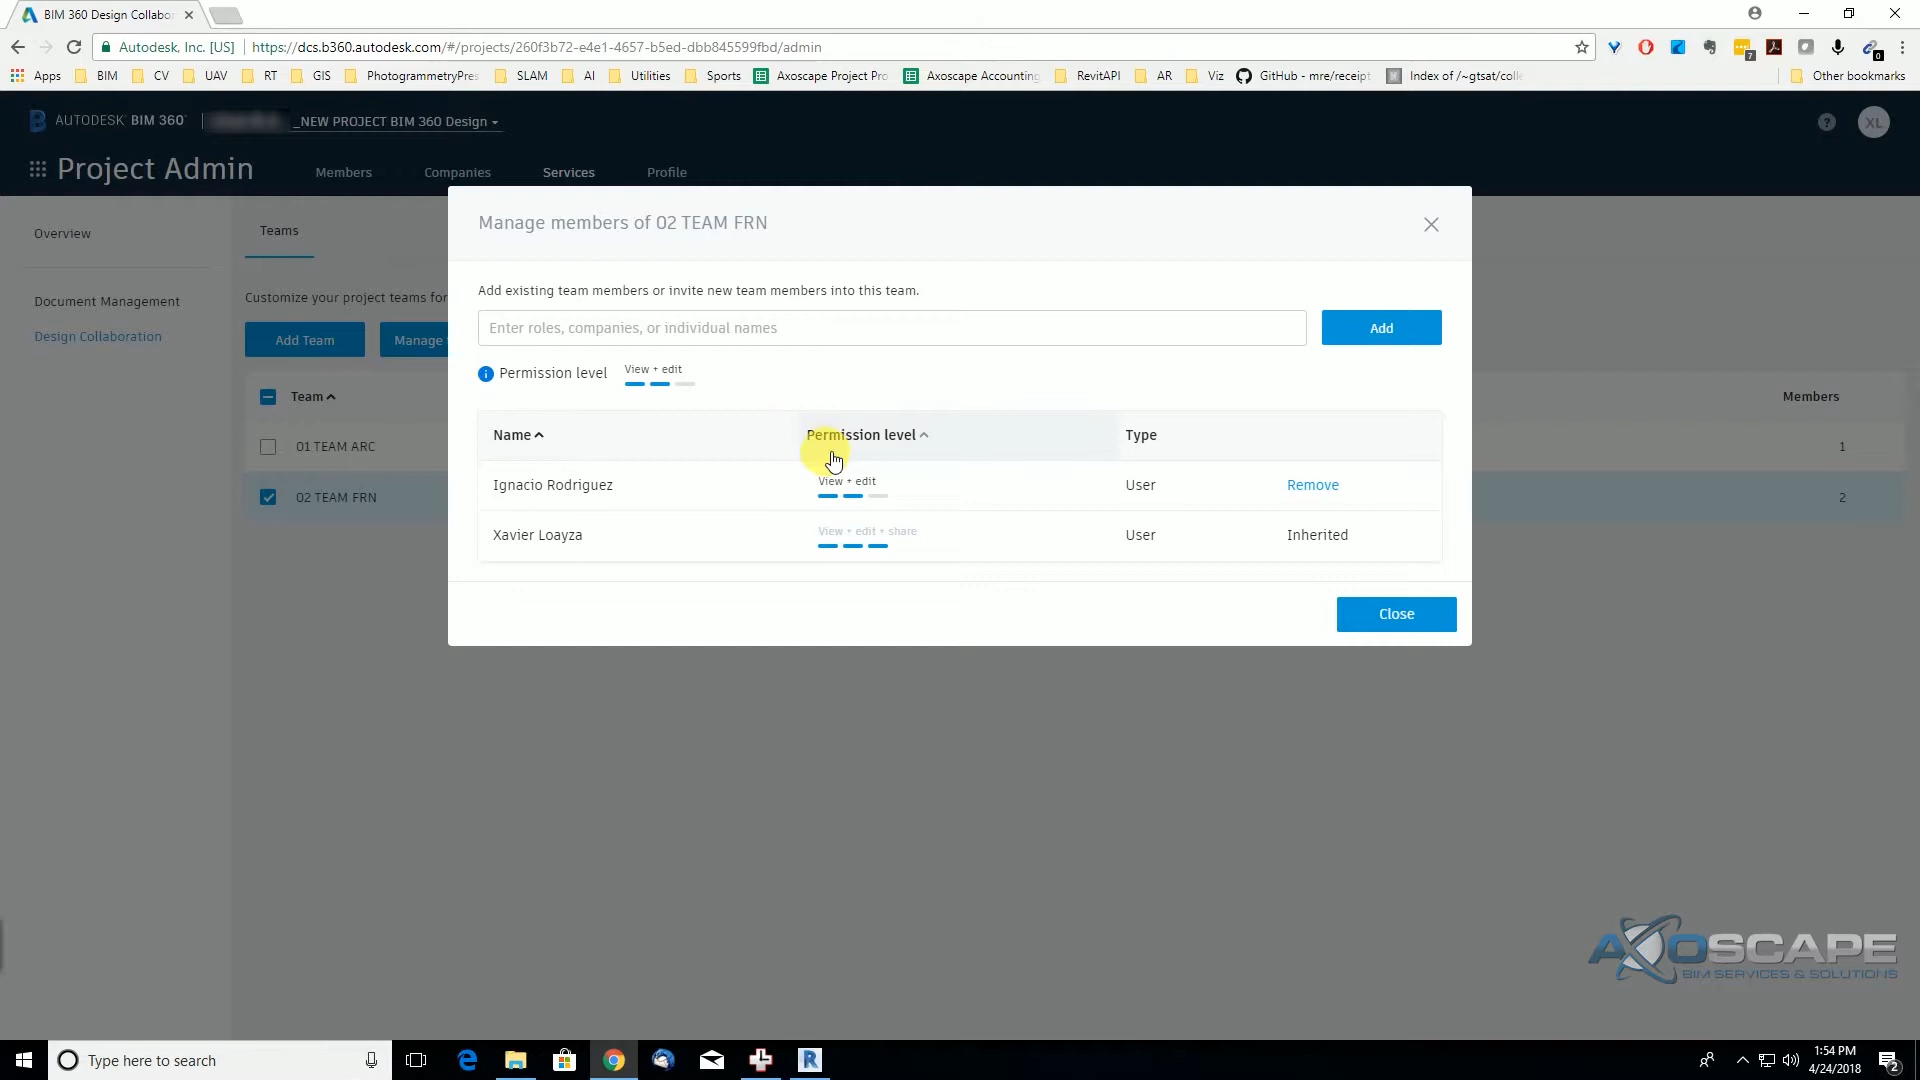 BIM 360 Design Collabo
Autodesk, Inc. [US] https://dcs.b360.autodesk.com/#/projects/260f3b72-e4e1-4657-b5ed-dbb845599fbd/admin
Apps BIM CV UAV RT GIS PhotogrammetryPres SLAM AI Utilities Sports Axoscape Project Pro Axoscape Accounting RevitAPI AR Viz GitHub - mre/receipt Index of /~gtsat/colle Other bookmarks
AUTODESK BIM 360 _NEW PROJECT BIM 360 Design
? XL
Project Admin Members Companies Services Profile
Overview
Document Management
Design Collaboration
Teams
Customize your project teams for
Add Team Manage
Team Members
01 TEAM ARC 1
02 TEAM FRN 2
Manage members of 02 TEAM FRN
Add existing team members or invite new team members into this team.
Enter roles, companies, or individual names Add
Permission level View + edit
Name Permission level Type
Ignacio Rodriguez View + edit User Remove
Xavier Loayza View + edit + share User Inherited
Close
AXOSCAPE
BIM SERVICES & SOLUTIONS
Type here to search
1:54 PM
4/24/2018
2